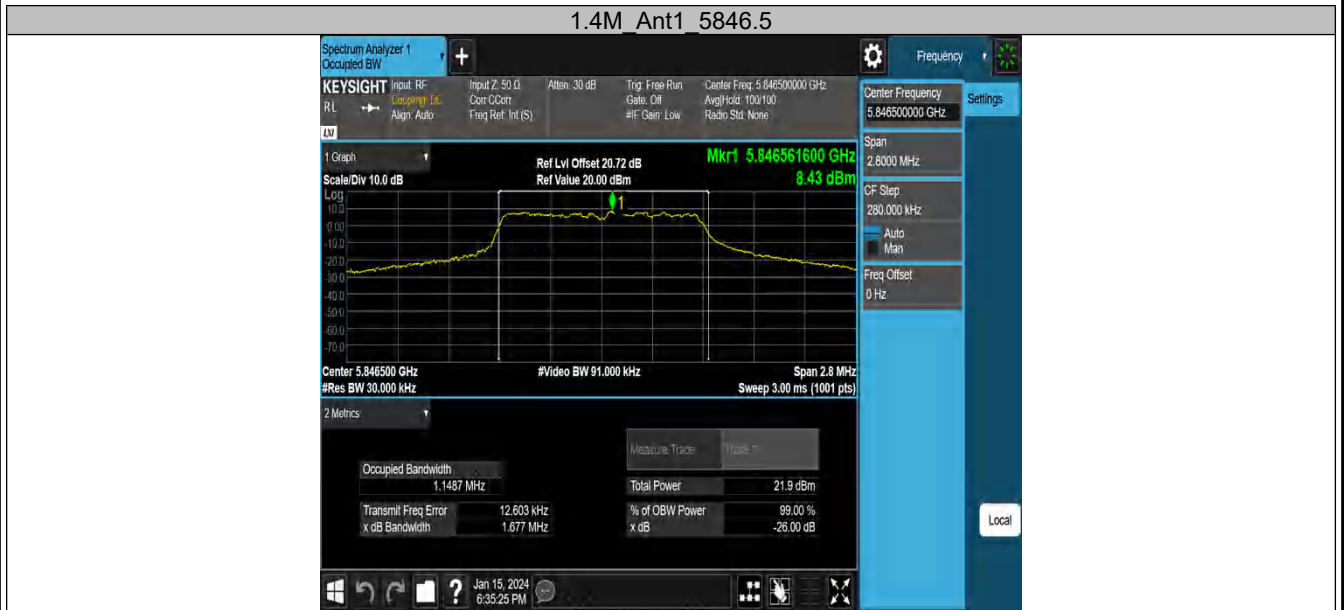 1.4M_Ant1_5846.5
Spectrum Analyzer 1
Occupied BW
+
Frequency
KEYSIGHT
RL
LXI
Input: RF
Coupling: DC
Align: Auto
Input Z: 50 Ω
Corr CCorr
Freq Ref: Int (S)
Atten: 30 dB
Trig: Free Run
Gate: Off
#IF Gain: Low
Center Freq: 5.846500000 GHz
Avg|Hold: 100/100
Radio Std: None
Center Frequency
5.846500000 GHz
Settings
Span
2.8000 MHz
CF Step
280.000 kHz
Auto
Man
Freq Offset
0 Hz
1 Graph
Scale/Div 10.0 dB
Ref Lvl Offset 20.72 dB
Ref Value 20.00 dBm
Mkr1 5.846561600 GHz
8.43 dBm
Log
1
10.0
0.00
-10.0
-20.0
-30.0
-40.0
-50.0
-60.0
-70.0
Center 5.846500 GHz
#Video BW 91.000 kHz
Span 2.8 MHz
#Res BW 30.000 kHz
Sweep 3.00 ms (1001 pts)
2 Metrics
Measure Trace
Trace 1
Occupied Bandwidth
1.1487 MHz
Total Power 21.9 dBm
Transmit Freq Error 12.603 kHz
% of OBW Power 99.00 %
x dB Bandwidth 1.677 MHz
x dB -26.00 dB
Local
?
Jan 15, 2024
6:35:25 PM